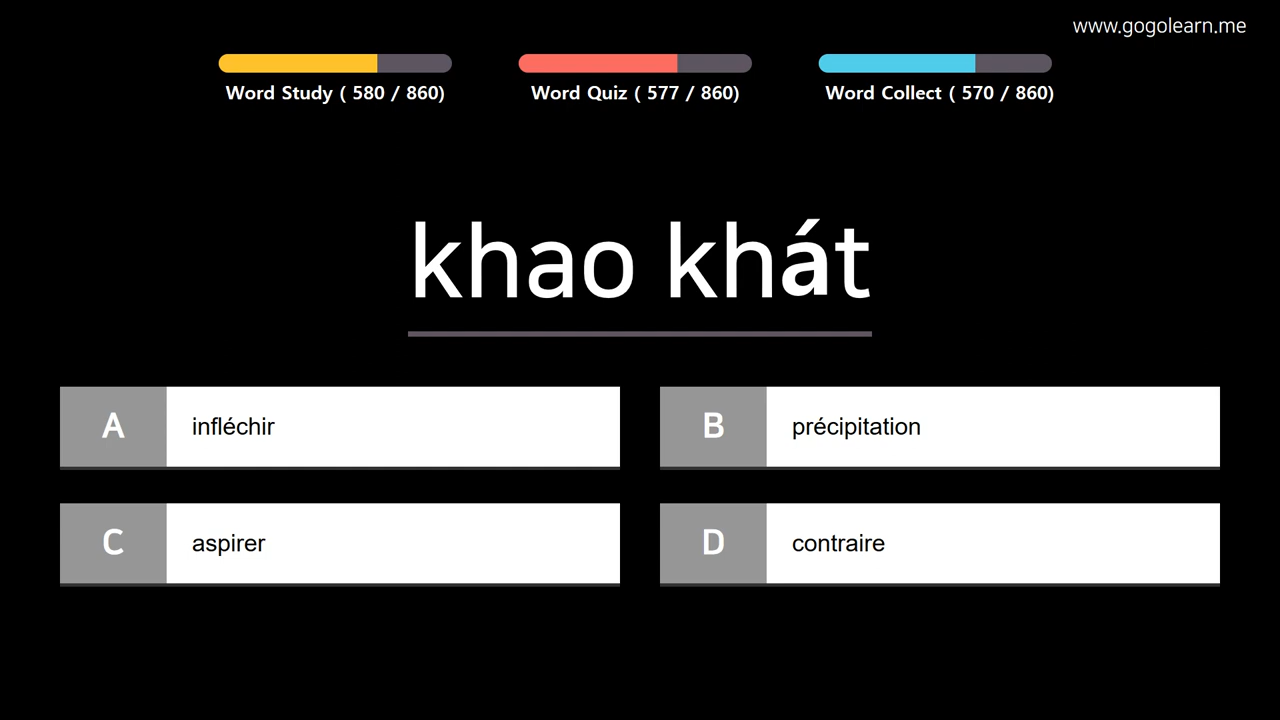 www.gogolearn.me
Word Study ( 580 / 860)
Word Quiz ( 577 / 860)
Word Collect ( 570 / 860)
khao khát
A infléchir
B précipitation
C aspirer
D contraire